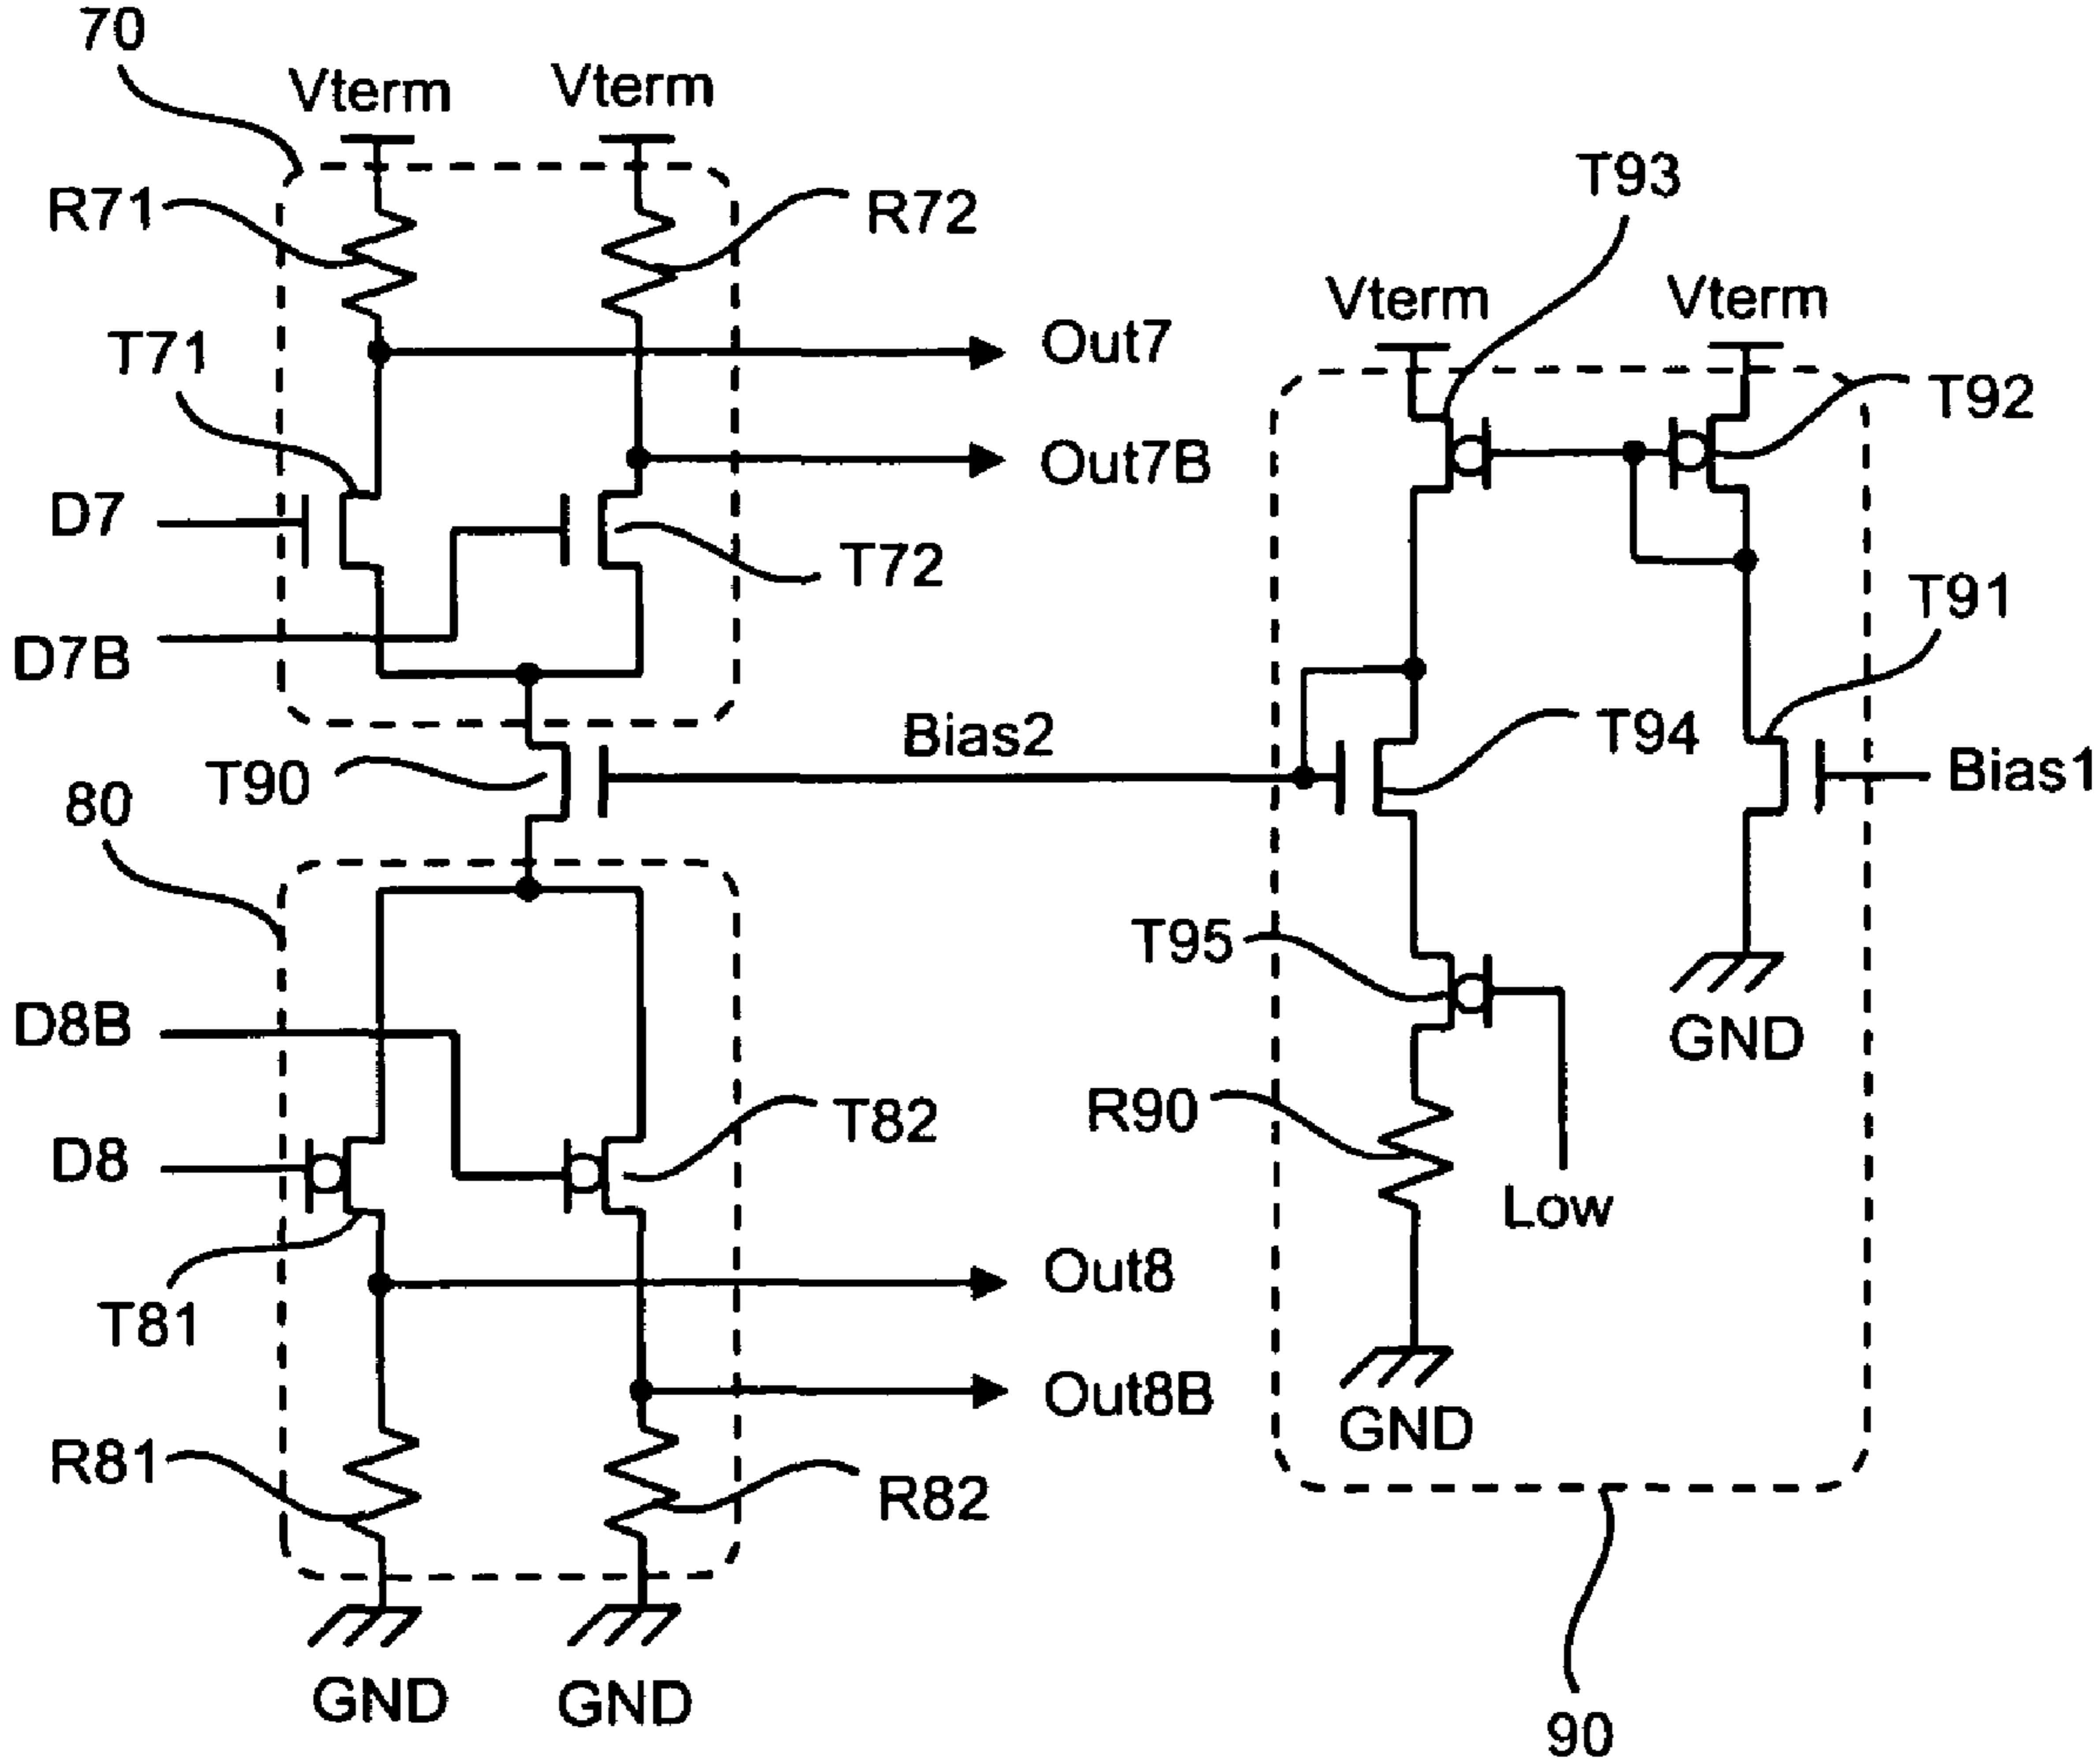 70
Vterm
Vterm
R71
R72
T93
Vterm
Vterm
T71
Out7
T92
Out7B
D7
T72
D7B
T91
Bias2
T94
T90
Bias1
80
T95
D8B
GND
R90
T82
D8
Low
Out8
T81
Out8B
GND
R81
R82
GND
GND
90